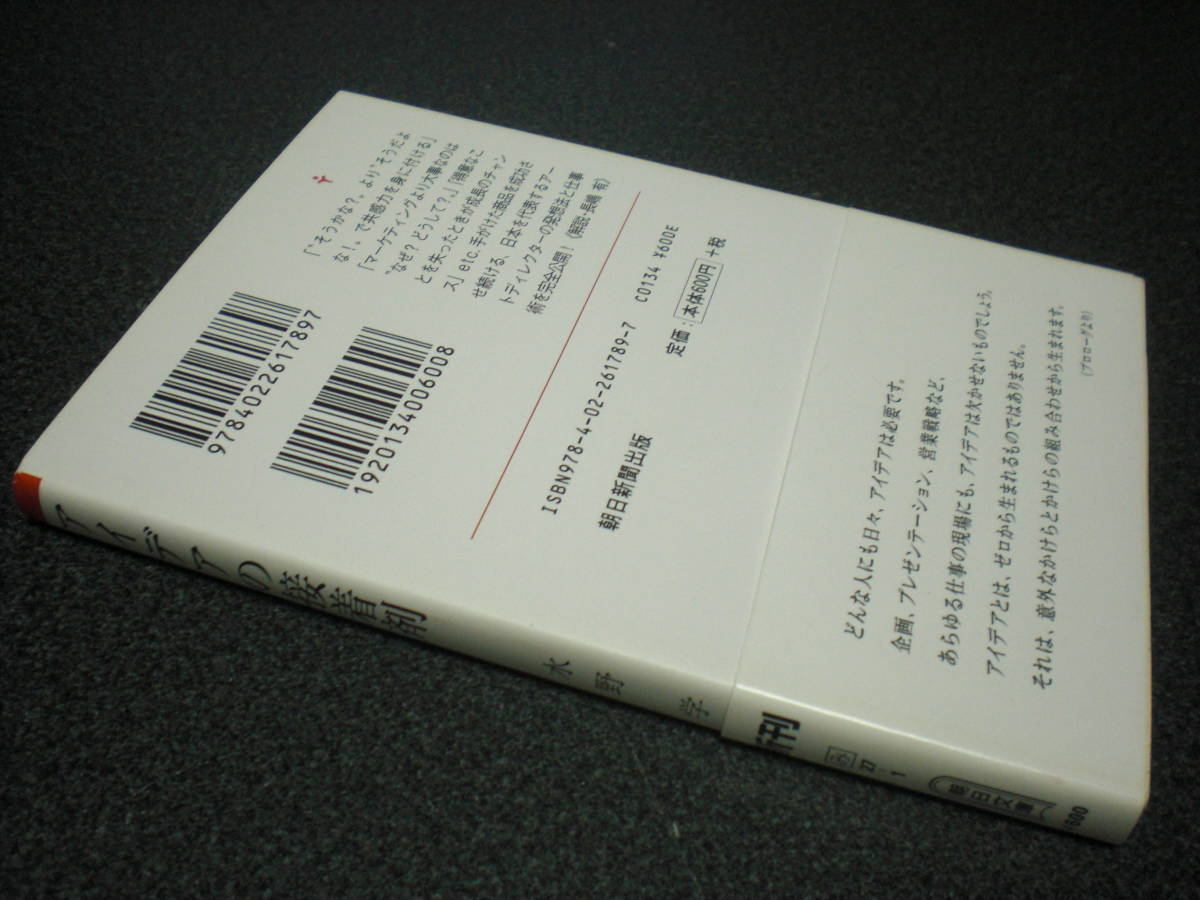 「“そうかな？”より“そうだよ
な！”で共感力を身に付ける」
「マーケティングより大事なのは
“なぜ？どうして？”」「得意なこ
とを失ったときが成長のチャン
ス」etc. 手がけた商品を成功さ
せ続ける、日本を代表するアー
トディレクターの発想法と仕事
術を完全公開！（解説・長嶋 有）
9784022617897
1920134006008
ISBN978-4-02-261789-7
C0134 ¥600E
朝日新聞出版
定価：本体600円+税
どんな人にも日々、アイデアは必要です。
企画、プレゼンテーション、営業戦略など、
あらゆる仕事の現場にも、アイデアは欠かせないものでしょう。
アイデアとは、ゼロから生まれるものではありません。
それは、意外なかけらとかけらの組み合わせから生まれます。
（プロローグより）
アイデアの接着剤
水野 学
新刊
み 22-1
朝日文庫
¥600